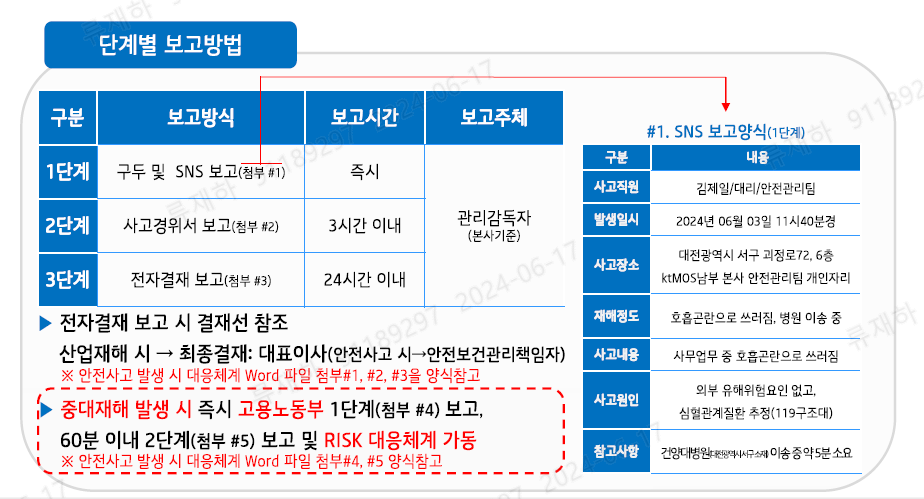 단계별 보고방법
구분 보고방식 보고시간 보고주체
1단계 구두 및 SNS 보고(첨부 #1) 즉시
2단계 사고경위서 보고(첨부 #2) 3시간 이내
관리감독자
(본사기준)
3단계 전자결재 보고(첨부 #3) 24시간 이내
▶ 전자결재 보고 시 결재선 참조
산업재해 시 → 최종결재: 대표이사(안전사고 시→안전보건관리책임자)
※ 안전사고 발생 시 대응체계 Word 파일 첨부#1, #2, #3을 양식참고
▶ 중대재해 발생 시 즉시 고용노동부 1단계(첨부 #4) 보고,
60분 이내 2단계(첨부 #5) 보고 및 RISK 대응체계 가동
※ 안전사고 발생 시 대응체계 Word 파일 첨부#4, #5 양식참고
#1. SNS 보고양식(1단계)
구분 내용
사고직원 김제일/대리/안전관리팀
발생일시 2024년 06월 03일 11시40분경
사고장소 대전광역시 서구 괴정로72, 6층
ktMOS남부 본사 안전관리팀 개인자리
재해정도 호흡곤란으로 쓰러짐, 병원 이송 중
사고내용 사무업무 중 호흡곤란으로 쓰러짐
사고원인 외부 유해위험요인 없고,
심혈관계질환 추정(119구조대)
참고사항 건양대병원(대전광역시 서구 소재) 이송 중 약 5분 소요
류재하 91189297 2024-06-17